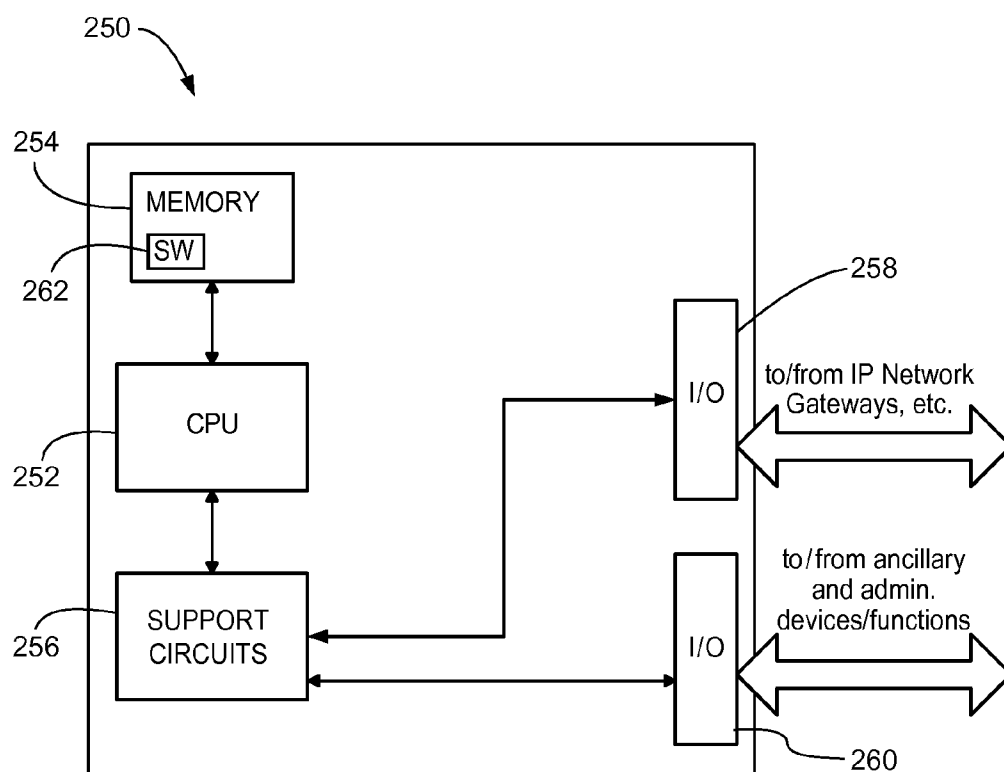 250
254
MEMORY
SW
262
258
I/O
to/from IP Network
Gateways, etc.
CPU
252
to/from ancillary
and admin.
devices/functions
256
SUPPORT
CIRCUITS
I/O
260